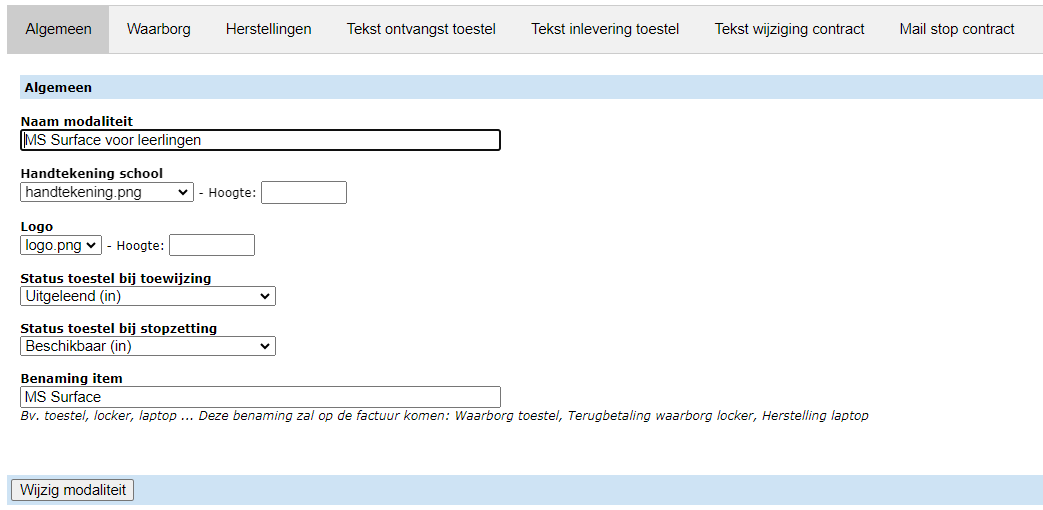 Algemeen Waarborg Herstellingen Tekst ontvangst toestel Tekst inlevering toestel Tekst wijziging contract Mail stop contract
Algemeen
Naam modaliteit
MS Surface voor leerlingen
Handtekening school
handtekening.png - Hoogte:
Logo
logo.png - Hoogte:
Status toestel bij toewijzing
Uitgeleend (in)
Status toestel bij stopzetting
Beschikbaar (in)
Benaming item
MS Surface
Bv. toestel, locker, laptop ... Deze benaming zal op de factuur komen: Waarborg toestel, Terugbetaling waarborg locker, Herstelling laptop
Wijzig modaliteit